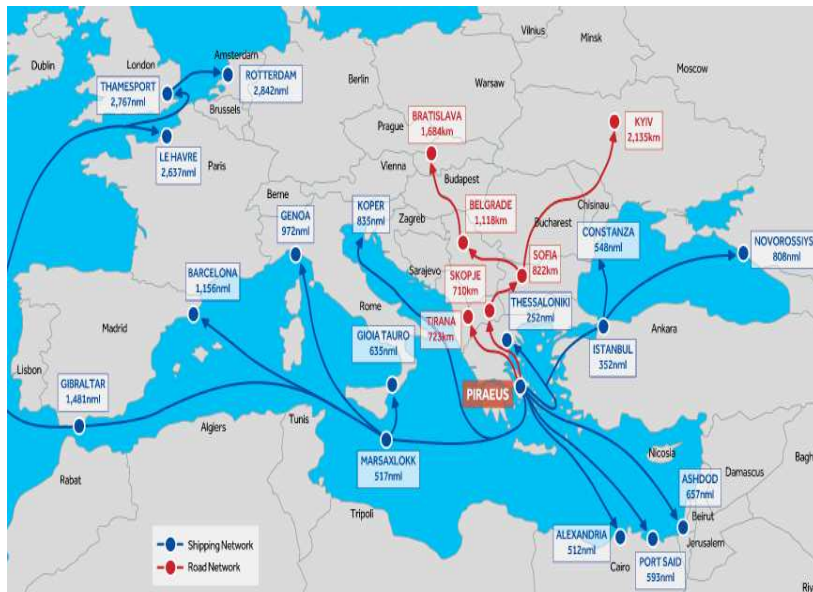 Dublin
London
Amsterdam
Berlin
Warsaw
Vilnius
Minsk
Moscow
THAMESPORT
2,767nml
ROTTERDAM
2,842nml
Brussels
LE HAVRE
2,637nml
Paris
Prague
BRATISLAVA
1,684km
KYIV
2,135km
Vienna
Budapest
Berne
GENOA
972nml
KOPER
835nml
Zagreb
BELGRADE
1,118km
Chisinau
Bucharest
CONSTANZA
548nml
NOVOROSSIYS
808nml
Sarajevo
SKOPJE
710km
SOFIA
822km
BARCELONA
1,156nml
Rome
THESSALONIKI
252nml
Madrid
TIRANA
723km
GIOIA TAURO
635nml
ISTANBUL
352nml
Ankara
Lisbon
GIBRALTAR
1,481nml
PIRAEUS
Rabat
Algiers
Tunis
MARSAXLOKK
517nml
Tripoli
Nicosia
ASHDOD
657nml
Damascus
Bagh
Beirut
Jerusalem
ALEXANDRIA
512nml
Cairo
PORT SAID
593nml
Riy
Shipping Network
Road Network